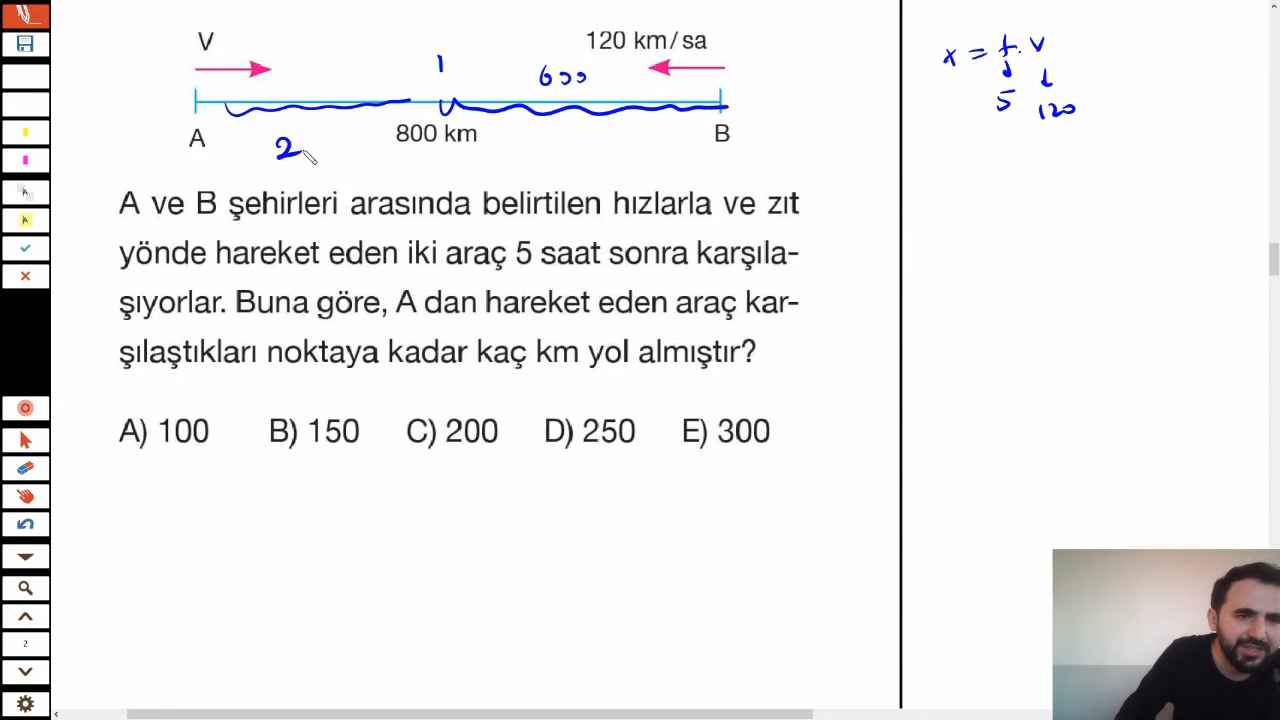 V
120 km/sa
1
600
x = t. v
5
120
A
800 km
B
2
A ve B şehirleri arasında belirtilen hızlarla ve zıt
yönde hareket eden iki araç 5 saat sonra karşıla-
şıyorlar. Buna göre, A dan hareket eden araç kar-
şılaştıkları noktaya kadar kaç km yol almıştır?
A) 100 B) 150 C) 200 D) 250 E) 300
A
A
2